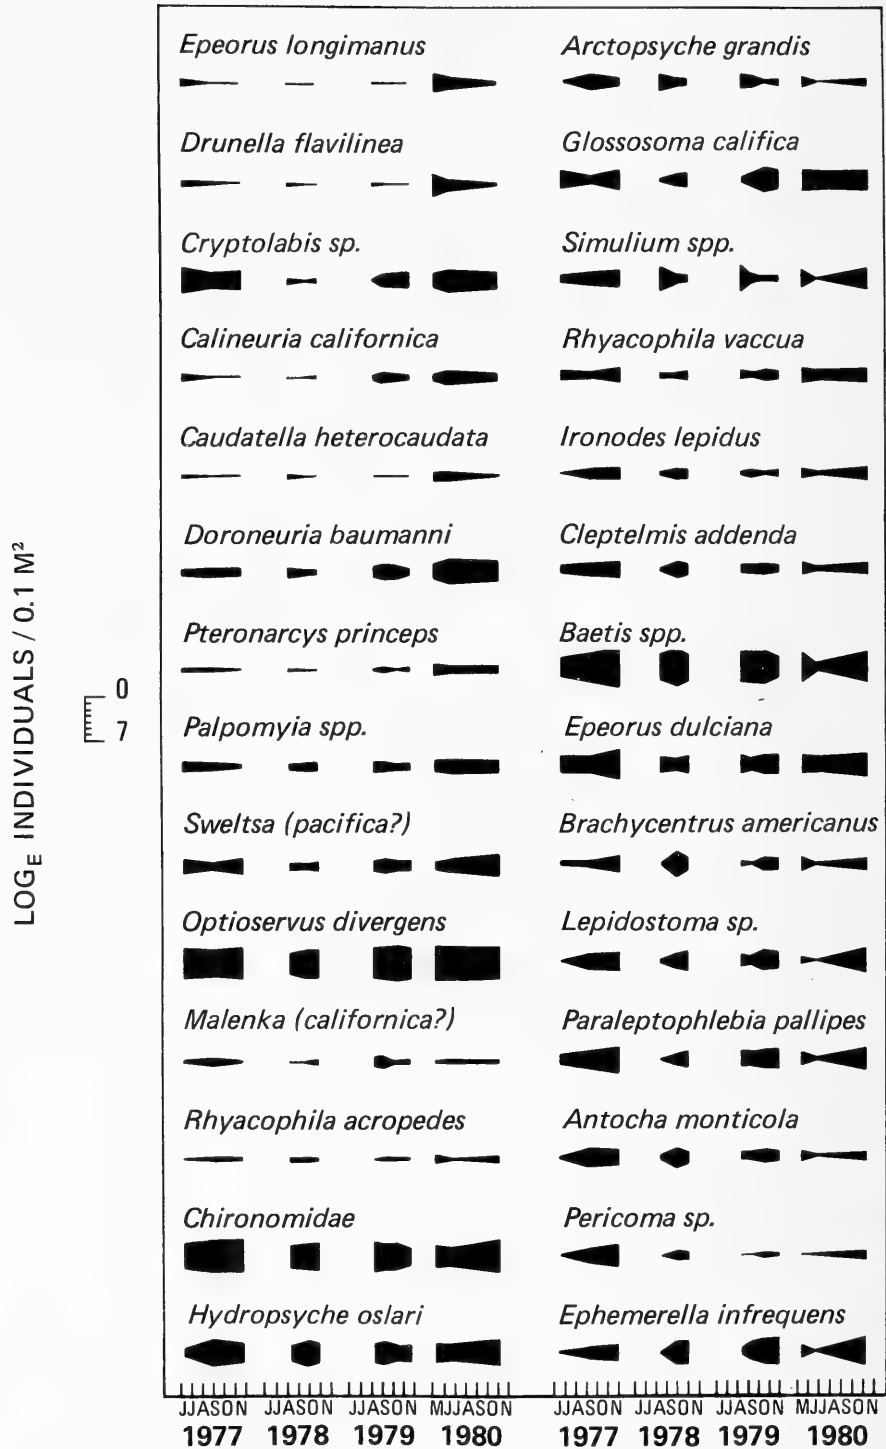 Epeorus longimanus
Drunella flavilinea
Cryptolabis sp.
Calineuria californica
Caudatella heterocaudata
Doroneuria baumanni
Pteronarcys princeps
Palpomyia spp.
Sweltsa (pacifica?)
Optioservus divergens
Malenka (californica?)
Rhyacophila acropedes
Chironomidae
Hydropsyche oslari
Arctopsyche grandis
Glossosoma califica
Simulium spp.
Rhyacophila vaccua
Ironodes lepidus
Cleptelmis addenda
Baetis spp.
Epeorus dulciana
Brachycentrus americanus
Lepidostoma sp.
Paraleptophlebia pallipes
Antocha monticola
Pericoma sp.
Ephemerella infrequens
LOGE INDIVIDUALS / 0.1 M²
0
7
JJASON JJASON JJASON MJJASON JJASON JJASON JJASON MJJASON
1977 1978 1979 1980 1977 1978 1979 1980